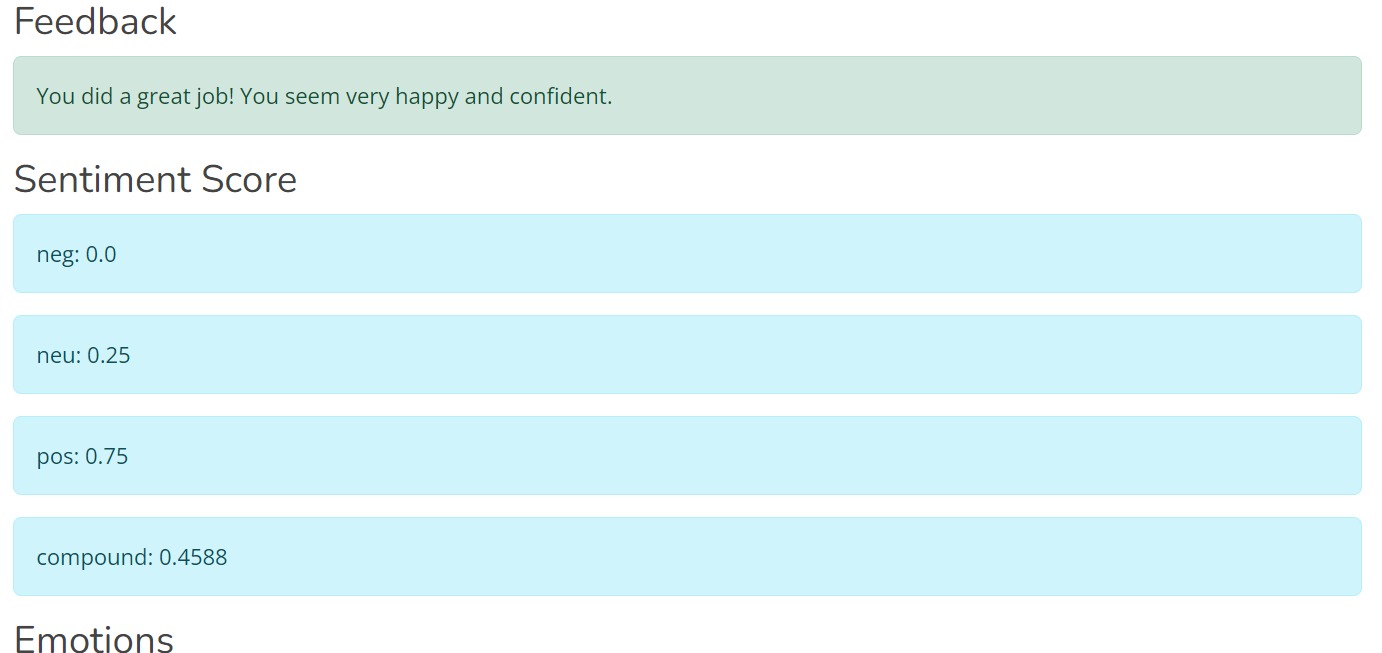 Feedback
You did a great job! You seem very happy and confident.
Sentiment Score
neg: 0.0
neu: 0.25
pos: 0.75
compound: 0.4588
Emotions